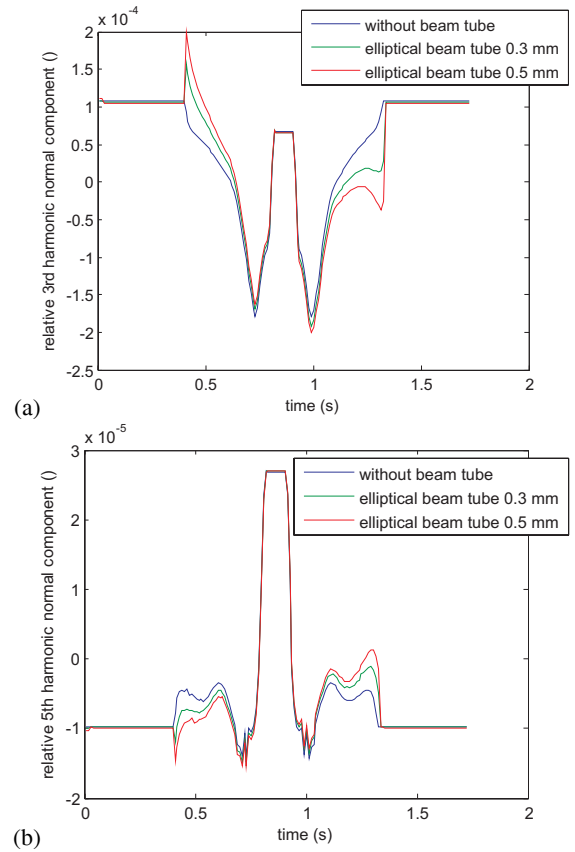 x 10⁻⁴
2
1.5
1
0.5
0
-0.5
-1
-1.5
-2
-2.5
relative 3rd harmonic normal component ()
without beam tube
elliptical beam tube 0.3 mm
elliptical beam tube 0.5 mm
0
0.5
1
1.5
2
time (s)
(a)
x 10⁻⁵
3
2
1
0
-1
-2
relative 5th harmonic normal component ()
without beam tube
elliptical beam tube 0.3 mm
elliptical beam tube 0.5 mm
0
0.5
1
1.5
2
time (s)
(b)